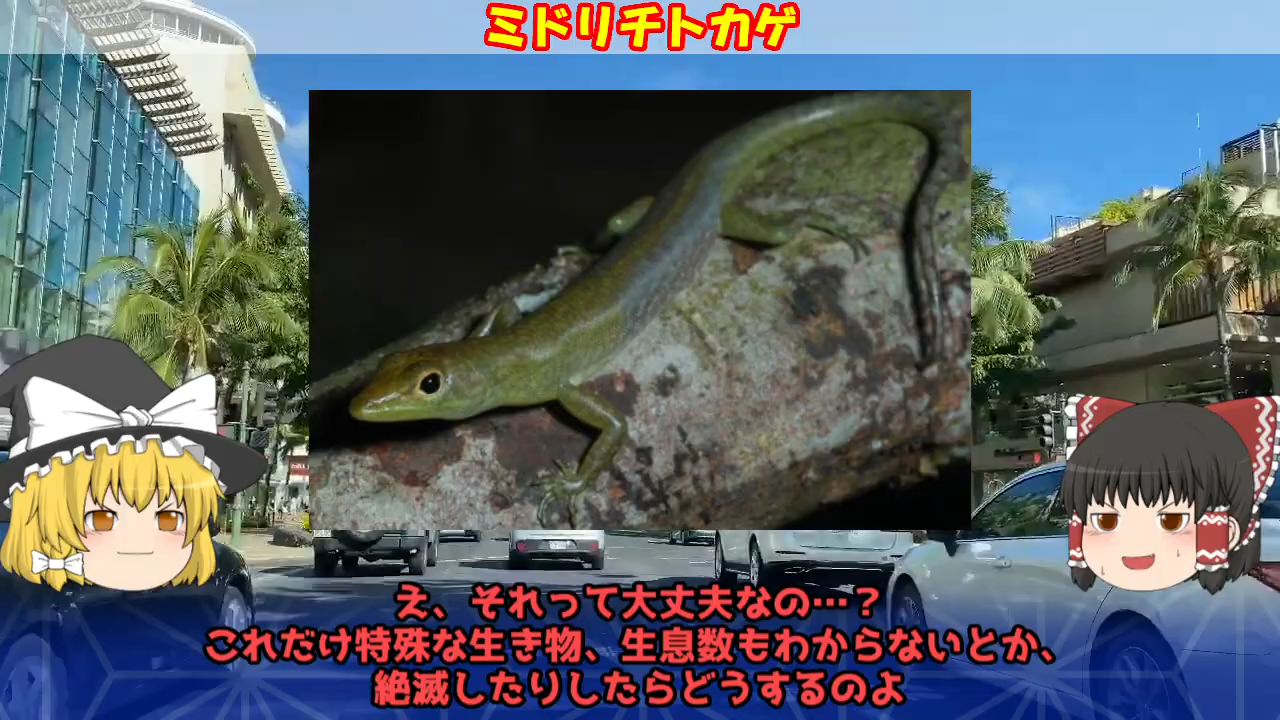 ミドリチトカゲ
え、それって大丈夫なの…？
これだけ特殊な生き物、生息数もわからないとか、
絶滅したりしたらどうするのよ